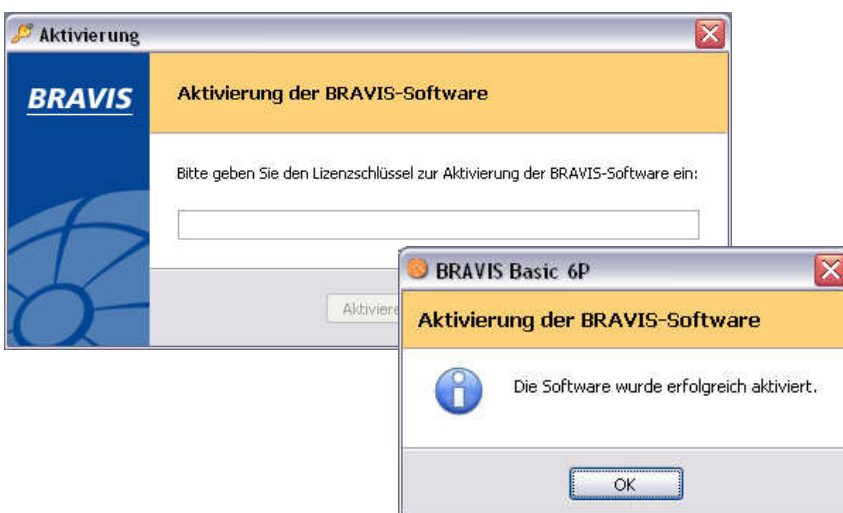 Aktivierung
BRAVIS
Aktivierung der BRAVIS-Software
Bitte geben Sie den Lizenzschlüssel zur Aktivierung der BRAVIS-Software ein:
Aktiviere
BRAVIS Basic 6P
Aktivierung der BRAVIS-Software
Die Software wurde erfolgreich aktiviert.
OK